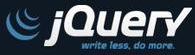 jQuery
write less, do more.